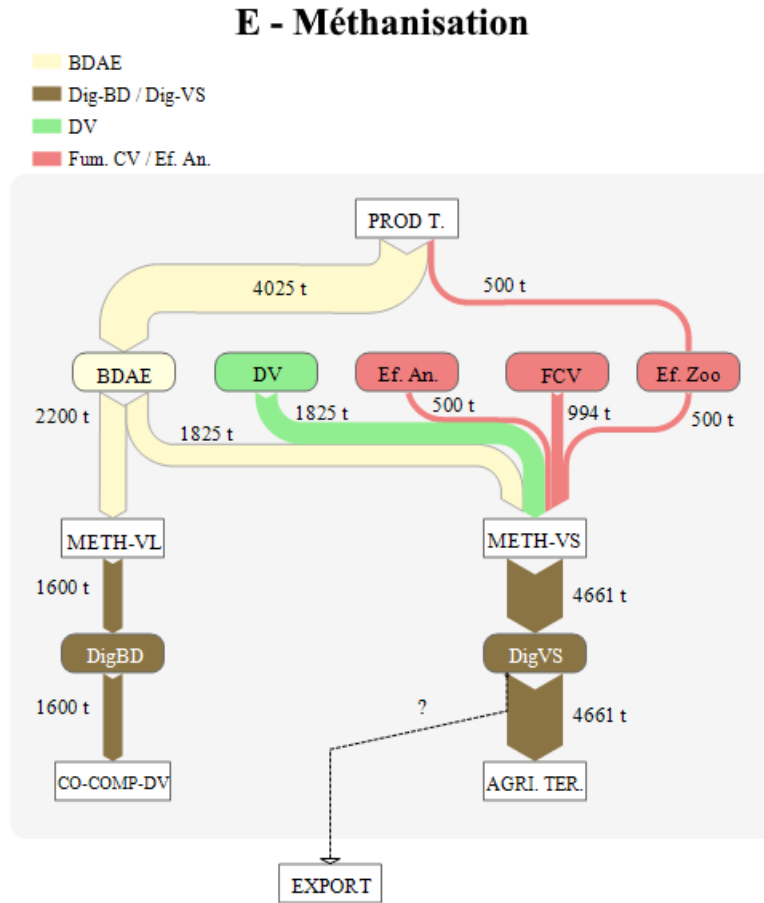 E - Méthanisation
BDAE
Dig-BD / Dig-VS
DV
Fum. CV / Ef. An.
PROD T.
4025 t
500 t
BDAE
DV
Ef. An.
FCV
Ef. Zoo
2200 t
1825 t
1825 t
500 t
994 t
500 t
METH-VL
METH-VS
1600 t
4661 t
DigBD
DigVS
1600 t
?
4661 t
CO-COMP-DV
AGRI. TER.
EXPORT